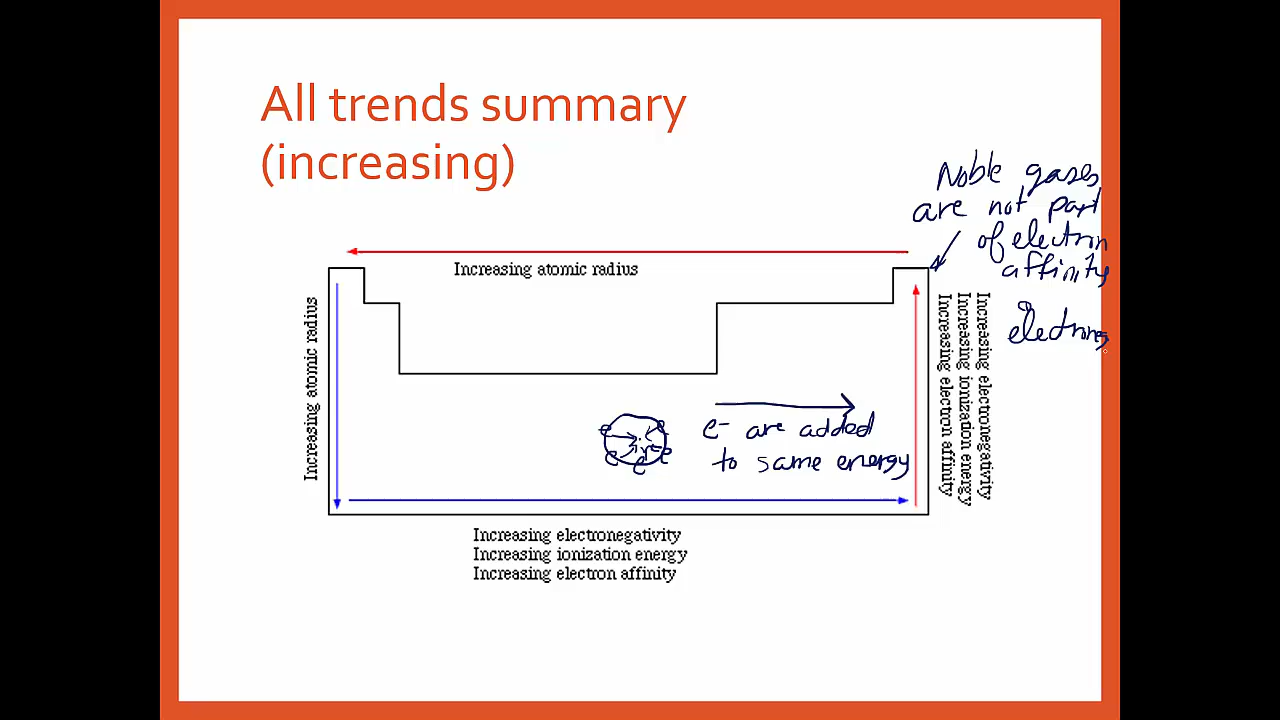 All trends summary
(increasing)
Noble gases
are not part
of electron
affinity
Increasing atomic radius
Increasing atomic radius
Increasing electronegativity
Increasing ionization energy
Increasing electron affinity
e- are added
to same energy
e e e e e
Increasing electronegativity
Increasing ionization energy
Increasing electron affinity